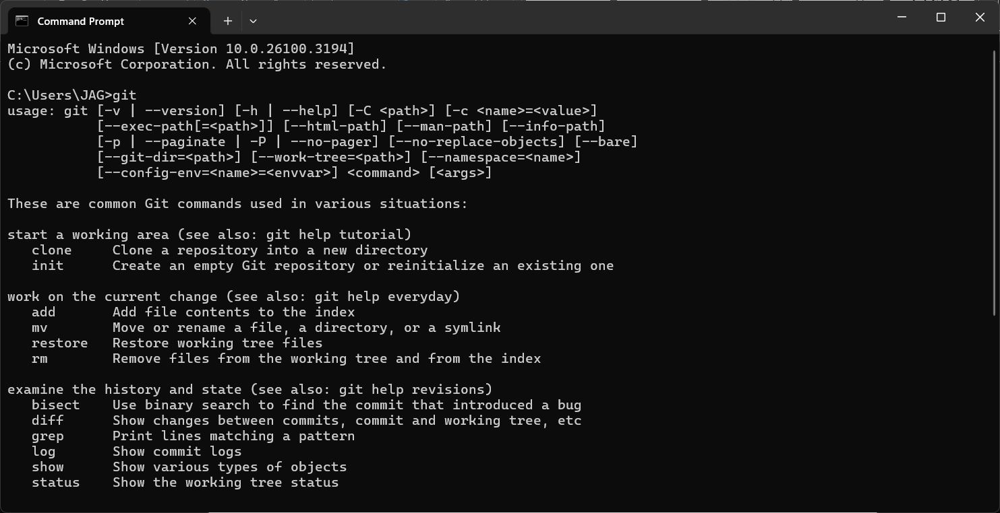 Command Prompt
Microsoft Windows [Version 10.0.26100.3194]
(c) Microsoft Corporation. All rights reserved.

C:\Users\JAG>git
usage: git [-v | --version] [-h | --help] [-C <path>] [-c <name>=<value>]
           [--exec-path[=<path>]] [--html-path] [--man-path] [--info-path]
           [-p | --paginate | -P | --no-pager] [--no-replace-objects] [--bare]
           [--git-dir=<path>] [--work-tree=<path>] [--namespace=<name>]
           [--config-env=<name>=<envvar>] <command> [<args>]

These are common Git commands used in various situations:

start a working area (see also: git help tutorial)
   clone     Clone a repository into a new directory
   init      Create an empty Git repository or reinitialize an existing one

work on the current change (see also: git help everyday)
   add       Add file contents to the index
   mv        Move or rename a file, a directory, or a symlink
   restore   Restore working tree files
   rm        Remove files from the working tree and from the index

examine the history and state (see also: git help revisions)
   bisect    Use binary search to find the commit that introduced a bug
   diff      Show changes between commits, commit and working tree, etc
   grep      Print lines matching a pattern
   log       Show commit logs
   show      Show various types of objects
   status    Show the working tree status